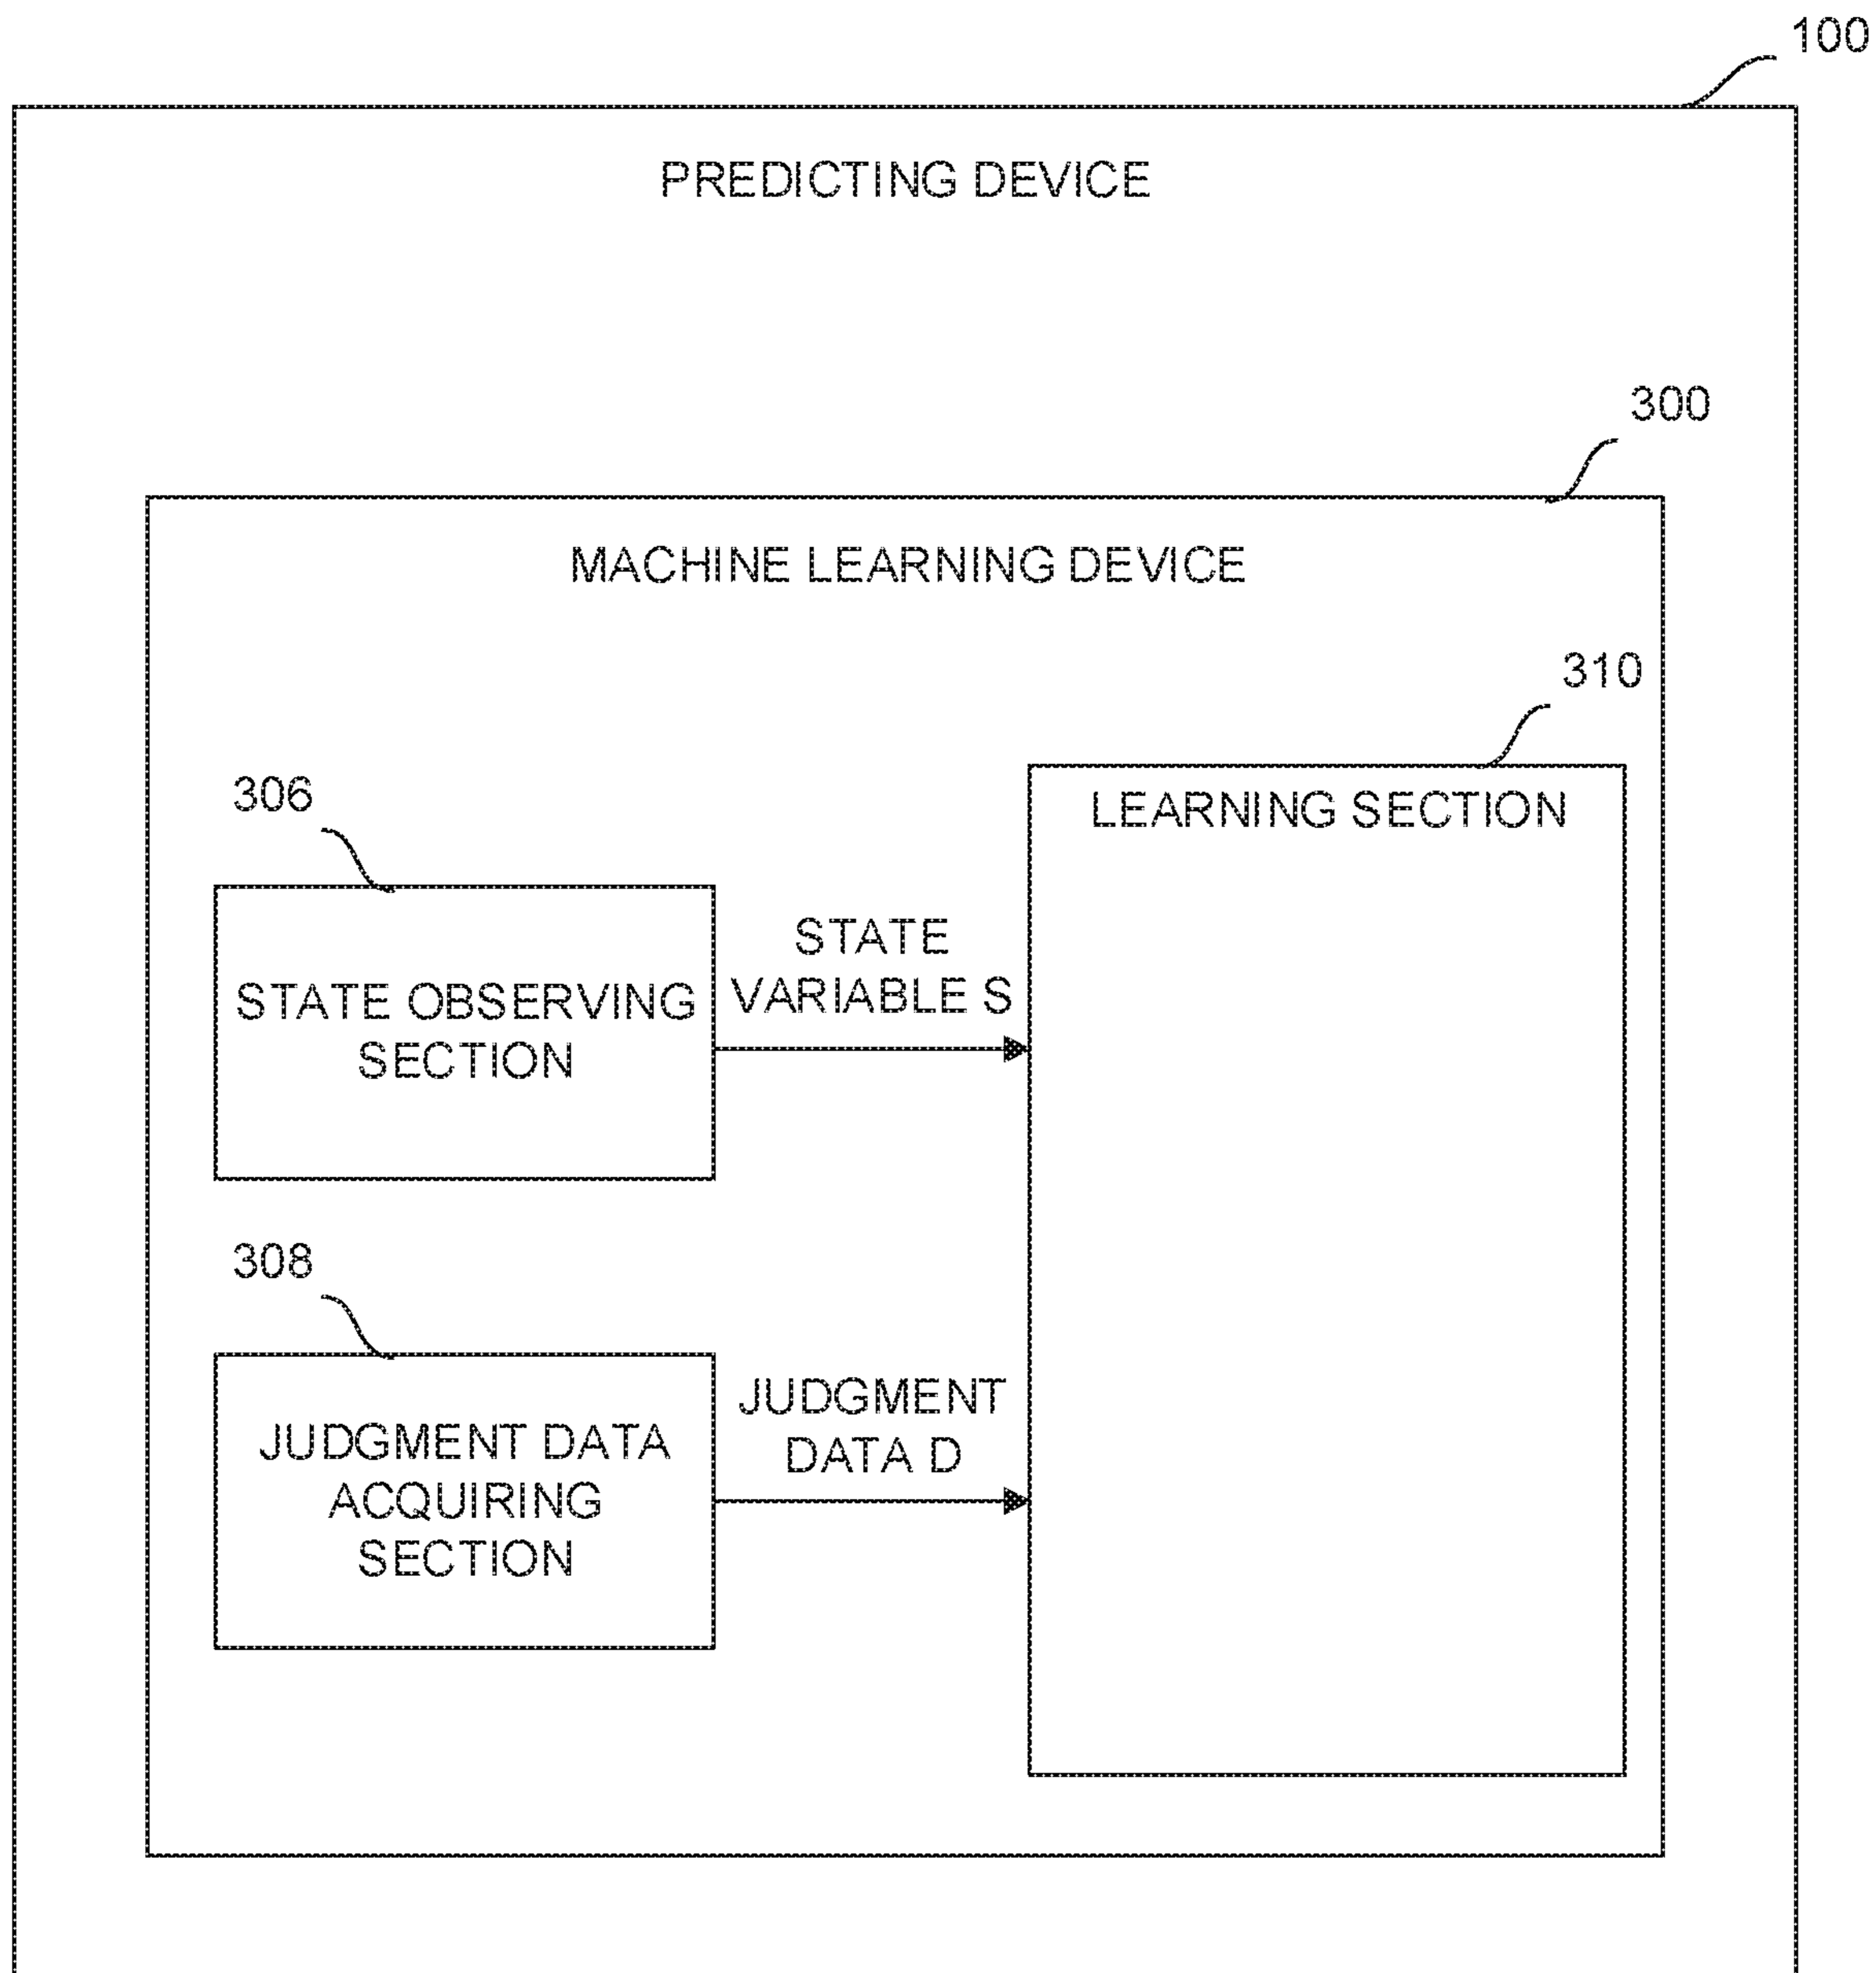 100
PREDICTING DEVICE
300
MACHINE LEARNING DEVICE
310
LEARNING SECTION
306
STATE OBSERVING
SECTION
STATE
VARIABLE S
308
JUDGMENT DATA
ACQUIRING
SECTION
JUDGMENT
DATA D